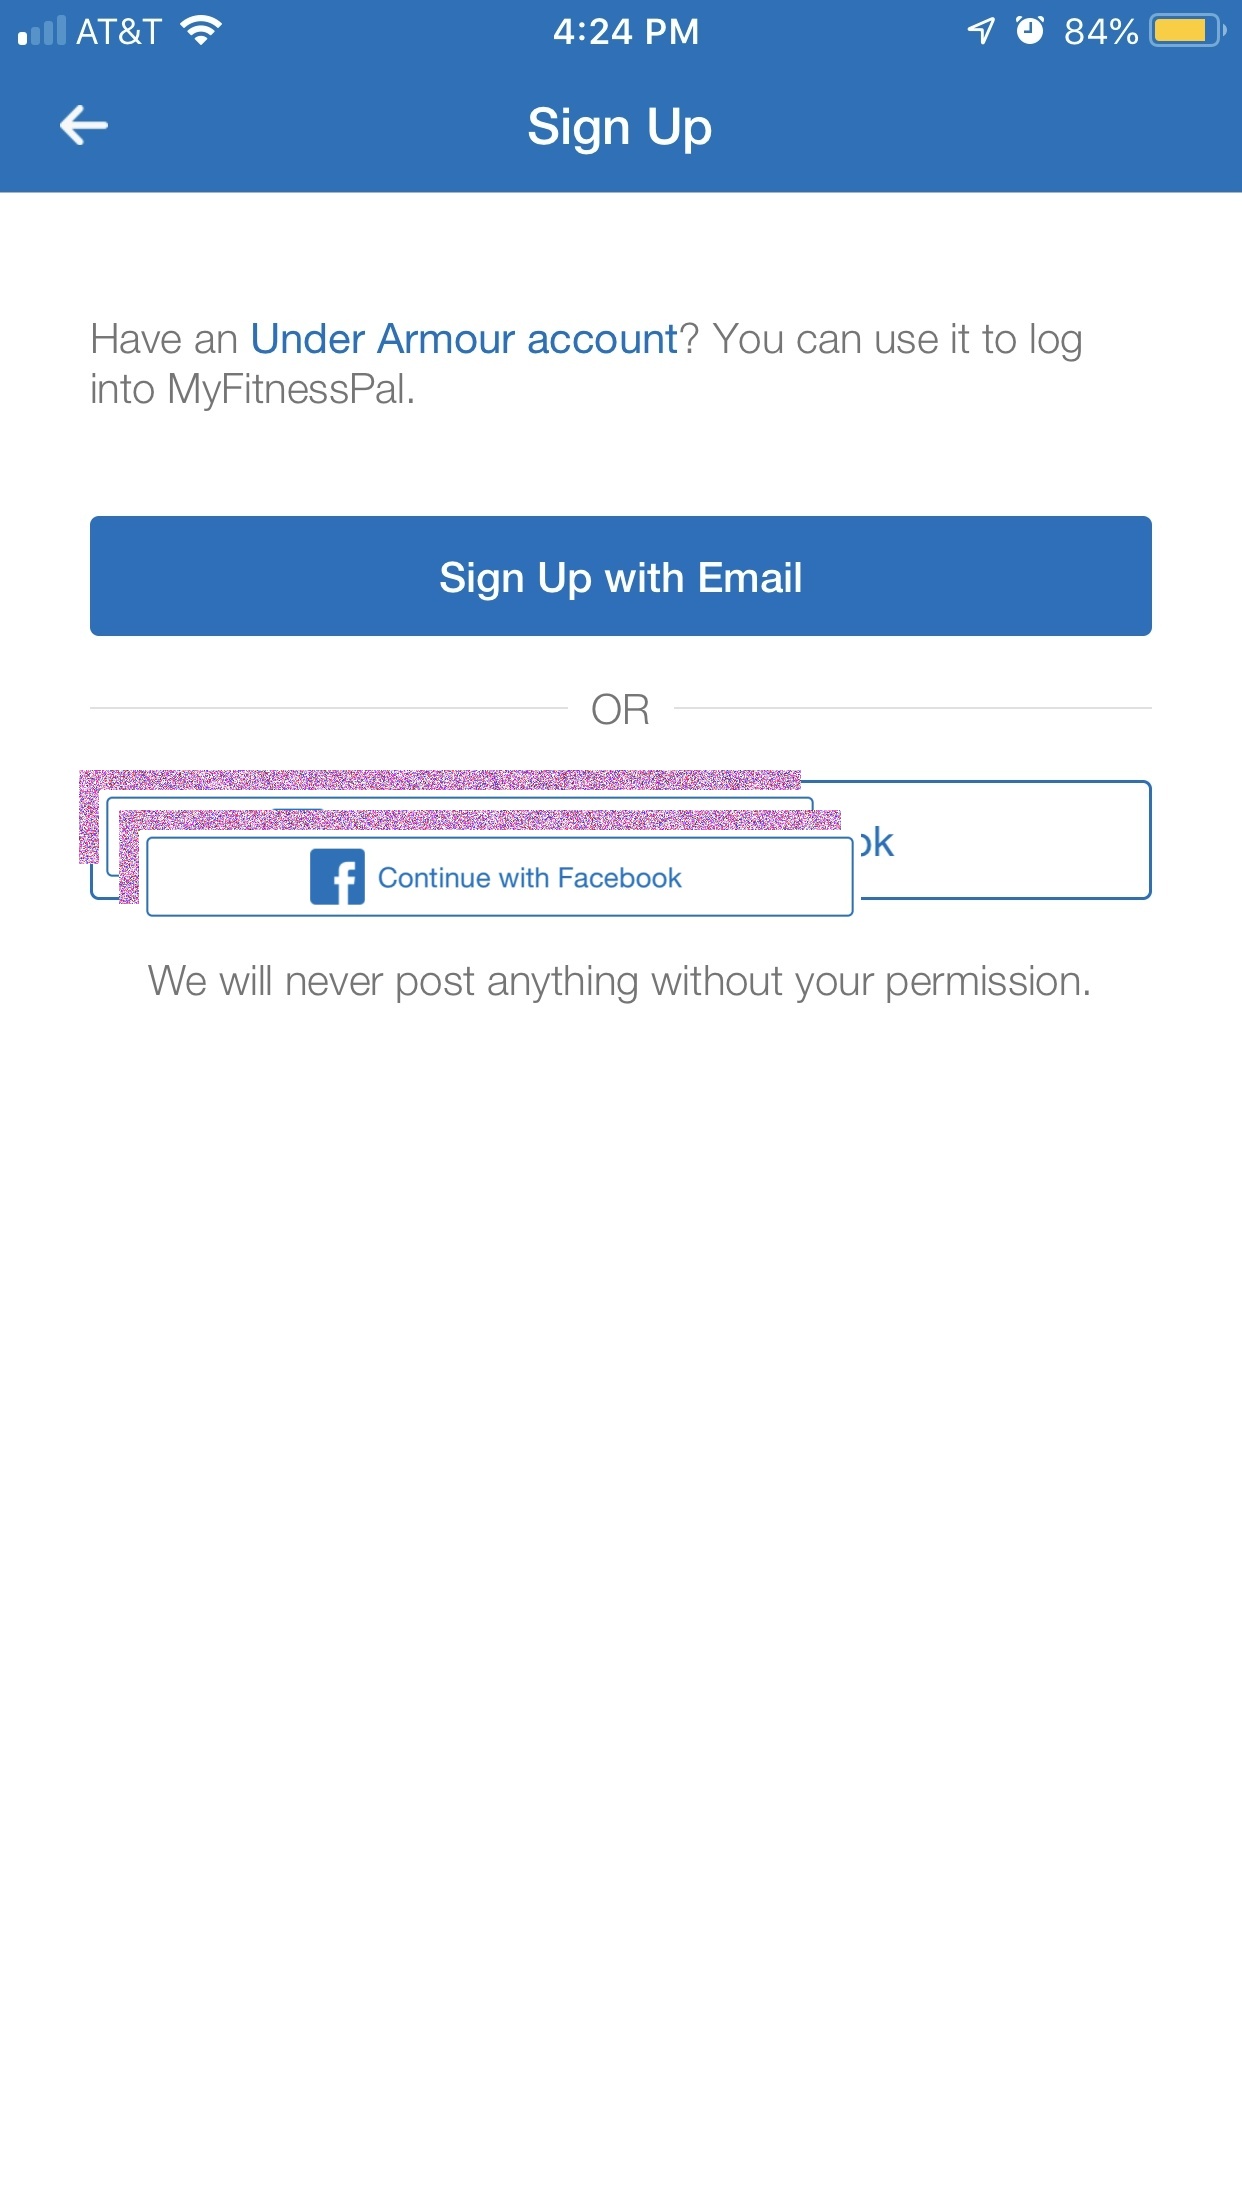 AT&T 4:24 PM 84%
Sign Up
Have an Under Armour account? You can use it to log
into MyFitnessPal.
Sign Up with Email
OR
ok
Continue with Facebook
We will never post anything without your permission.